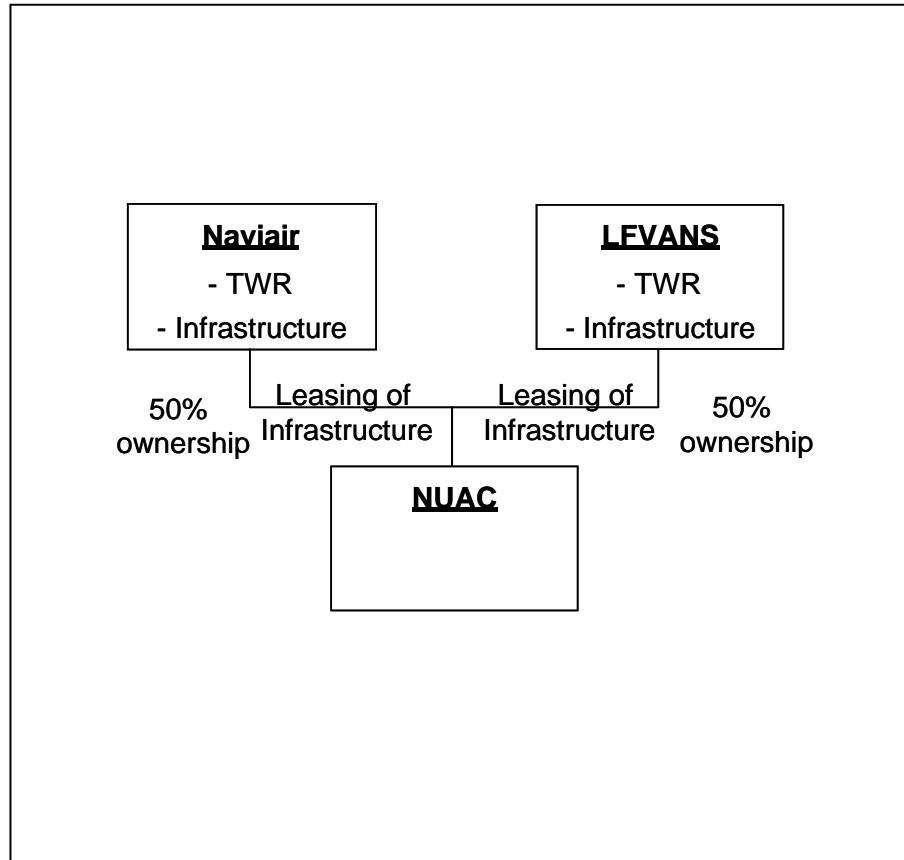 Naviair
- TWR
- Infrastructure
LFVANS
- TWR
- Infrastructure
50%
ownership
Leasing of
Infrastructure
Leasing of
Infrastructure
50%
ownership
NUAC